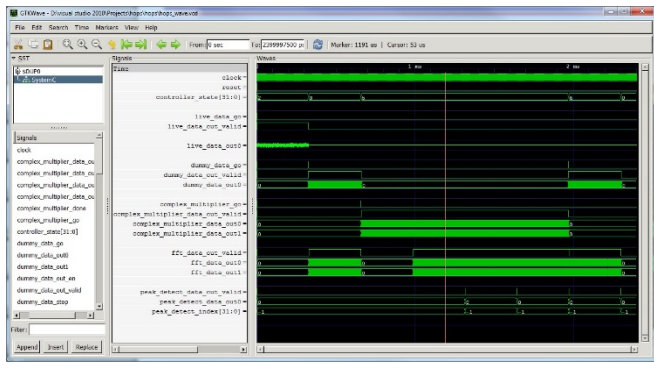 GTKWave - D:\visual studio 2010\Projects\hops\hops\hops_wave.vcd
File Edit Search Time Markers View Help
From: 0 sec To: 2399997500 ps Marker: 1191 us | Cursor: 53 us
SST
SystemC
Signals
clock
complex_multiplier_data_ou
complex_multiplier_data_ou
complex_multiplier_data_ou
complex_multiplier_done
complex_multiplier_go
controller_state[31:0]
dummy_data_go
dummy_data_out0
dummy_data_out1
dummy_data_out_en
dummy_data_out_valid
dummy_data_stop
Filter:
Append Insert Replace
Signals
Time
clock
reset
controller_state[31:0]
live_data_go
live_data_out_valid
live_data_out0
dummy_data_go
dummy_data_out_valid
dummy_data_out0
complex_multiplier_go
complex_multiplier_data_out_valid
complex_multiplier_data_out0
complex_multiplier_data_out1
fft_data_out_valid
fft_data_out0
fft_data_out1
peak_detect_data_out_valid
peak_detect_data_out0
peak_detect_index[31:0]
Waves
1 ms 2 ms